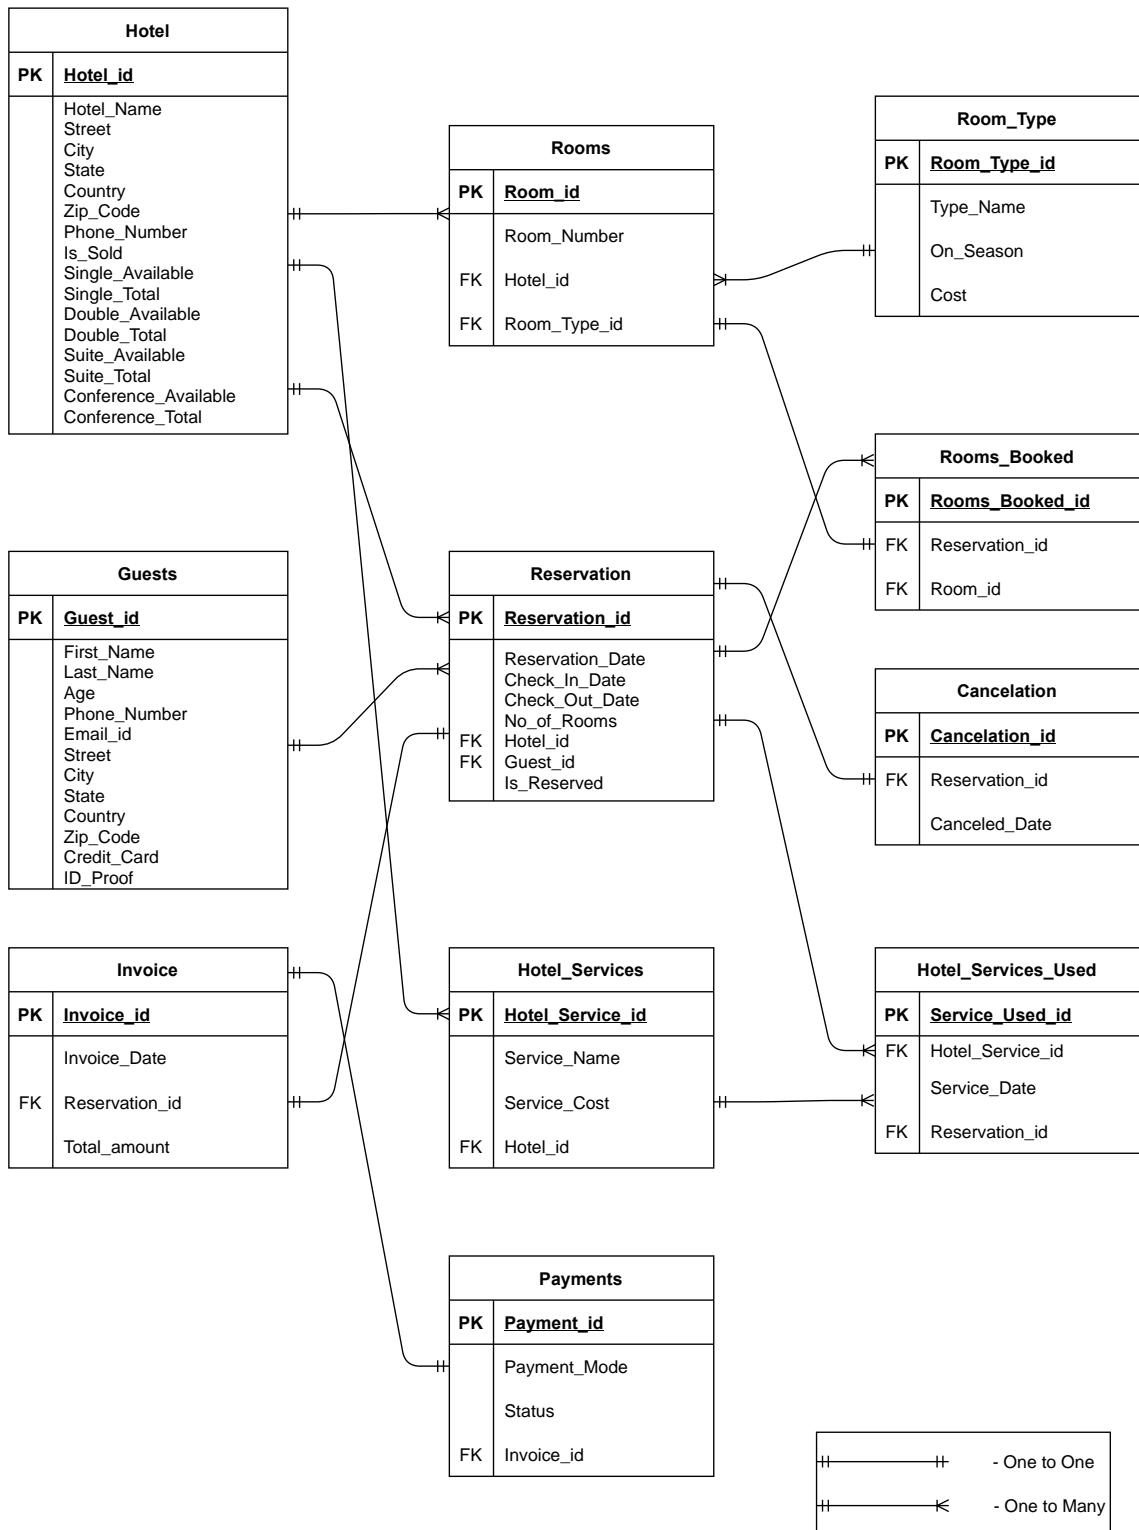 Hotel
PK Hotel_id
Hotel_Name
Street
City
State
Country
Zip_Code
Phone_Number
Is_Sold
Single_Available
Single_Total
Double_Available
Double_Total
Suite_Available
Suite_Total
Conference_Available
Conference_Total
Rooms
PK Room_id
Room_Number
FK Hotel_id
FK Room_Type_id
Room_Type
PK Room_Type_id
Type_Name
On_Season
Cost
Rooms_Booked
PK Rooms_Booked_id
FK Reservation_id
FK Room_id
Guests
PK Guest_id
First_Name
Last_Name
Age
Phone_Number
Email_id
Street
City
State
Country
Zip_Code
Credit_Card
ID_Proof
Reservation
PK Reservation_id
Reservation_Date
Check_In_Date
Check_Out_Date
No_of_Rooms
FK Hotel_id
FK Guest_id
Is_Reserved
Cancelation
PK Cancelation_id
FK Reservation_id
Canceled_Date
Invoice
PK Invoice_id
Invoice_Date
FK Reservation_id
Total_amount
Hotel_Services
PK Hotel_Service_id
Service_Name
Service_Cost
FK Hotel_id
Hotel_Services_Used
PK Service_Used_id
FK Hotel_Service_id
Service_Date
FK Reservation_id
Payments
PK Payment_id
Payment_Mode
Status
FK Invoice_id
- One to One
- One to Many